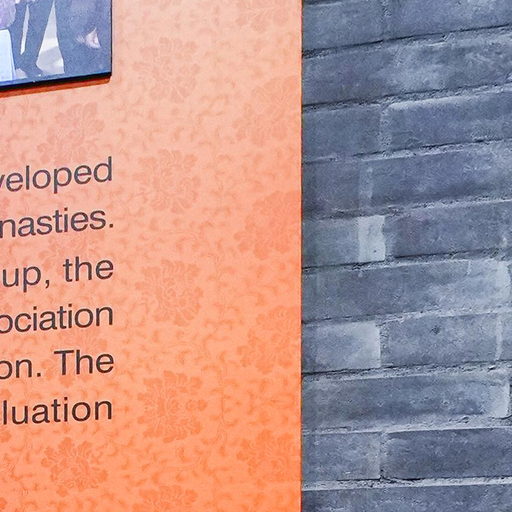 veloped
nasties.
up, the
ociation
on. The
luation